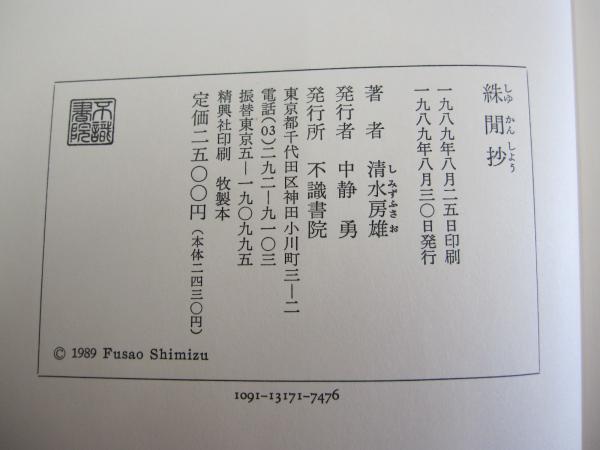 銖閒抄
しゆかんしよう
一九八九年八月二五日印刷
一九八九年八月三〇日発行
著者 清水房雄
しみずふさお
発行者 中静勇
発行所 不識書院
東京都千代田区神田小川町三−二
電話(03)二九二−九一〇三
振替東京五−一九〇九九五
精興社印刷 牧製本
定価二五〇〇円(本体二四三〇円)
不識書院
© 1989 Fusao Shimizu
1091−13171−7476